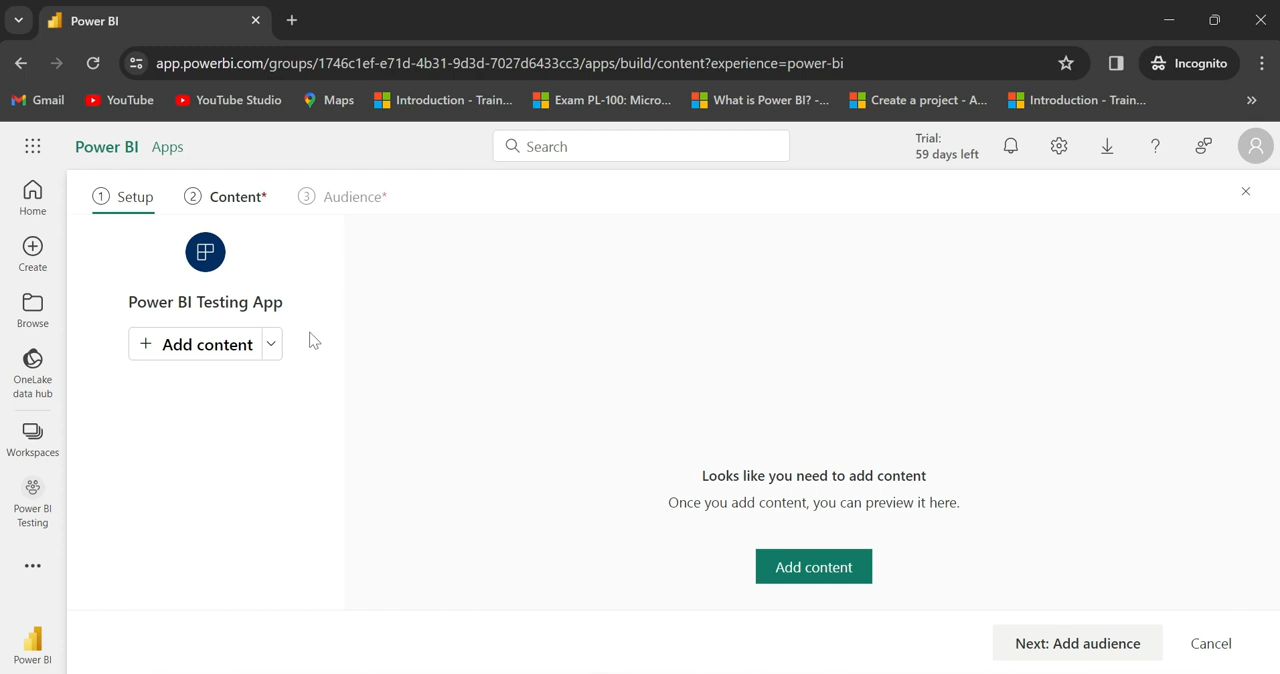 Power BI
app.powerbi.com/groups/1746c1ef-e71d-4b31-9d3d-7027d6433cc3/apps/build/content?experience=power-bi
Incognito
Gmail
YouTube
YouTube Studio
Maps
Introduction - Train...
Exam PL-100: Micro...
What is Power BI? -...
Create a project - A...
Introduction - Train...
Power BI Apps
Search
Trial:
59 days left
Home
Create
Browse
OneLake
data hub
Workspaces
Power BI
Testing
Power BI
1 Setup
2 Content*
3 Audience*
Power BI Testing App
Add content
Looks like you need to add content
Once you add content, you can preview it here.
Add content
Next: Add audience
Cancel